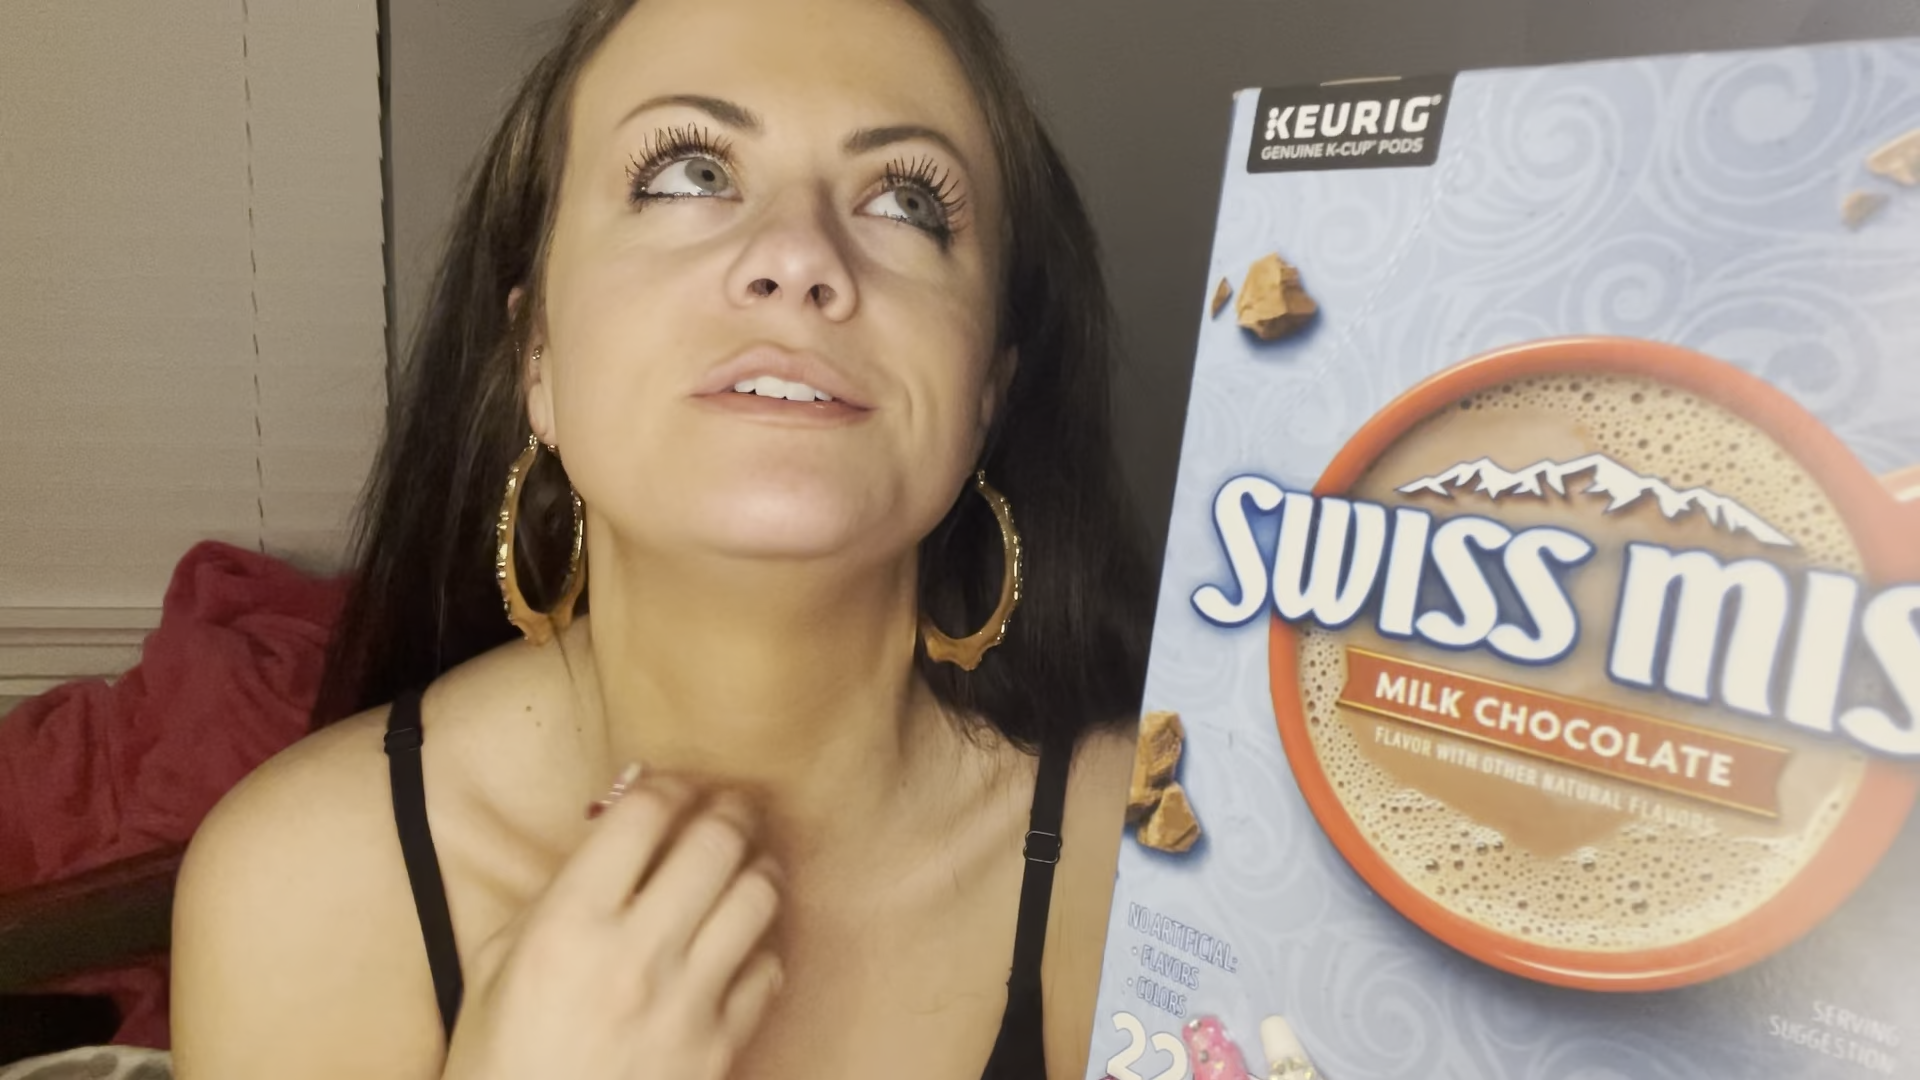 KEURIG®
GENUINE K-CUP® PODS
SWISS MIS
MILK CHOCOLATE
FLAVOR WITH OTHER NATURAL FLAVORS
NO ARTIFICIAL:
• FLAVORS
• COLORS
22
SERVING
SUGGESTION